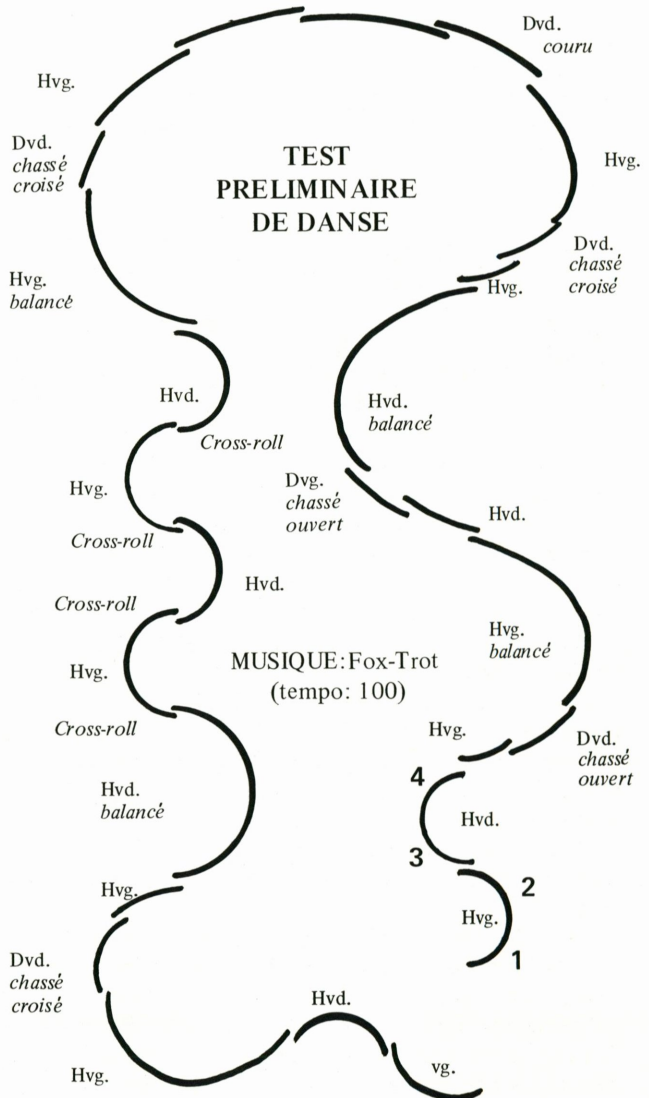 Dvd.
couru
Hvg.
TEST
PRELIMINAIRE
DE DANSE
Dvd.
chassé
croisé
Hvg.
Dvd.
chassé
croisé
Hvg.
Hvg.
balancé
Hvd.
Hvd.
balancé
Cross-roll
Dvg.
chassé
ouvert
Hvg.
Hvd.
Cross-roll
Hvd.
Cross-roll
Hvg.
balancé
MUSIQUE:Fox-Trot
(tempo: 100)
Hvg.
Cross-roll
Hvg.
Dvd.
chassé
ouvert
4
Hvd.
balancé
Hvd.
3
Hvg.
2
Hvg.
1
Dvd.
chassé
croisé
Hvd.
Hvg.
vg.